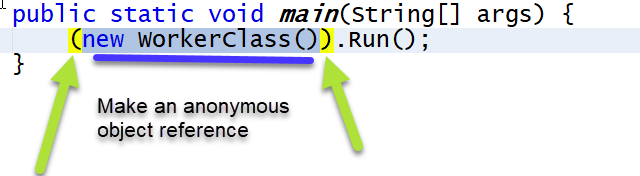 public static void main(String[] args) {
(new WorkerClass()).Run();
}
Make an anonymous
object reference